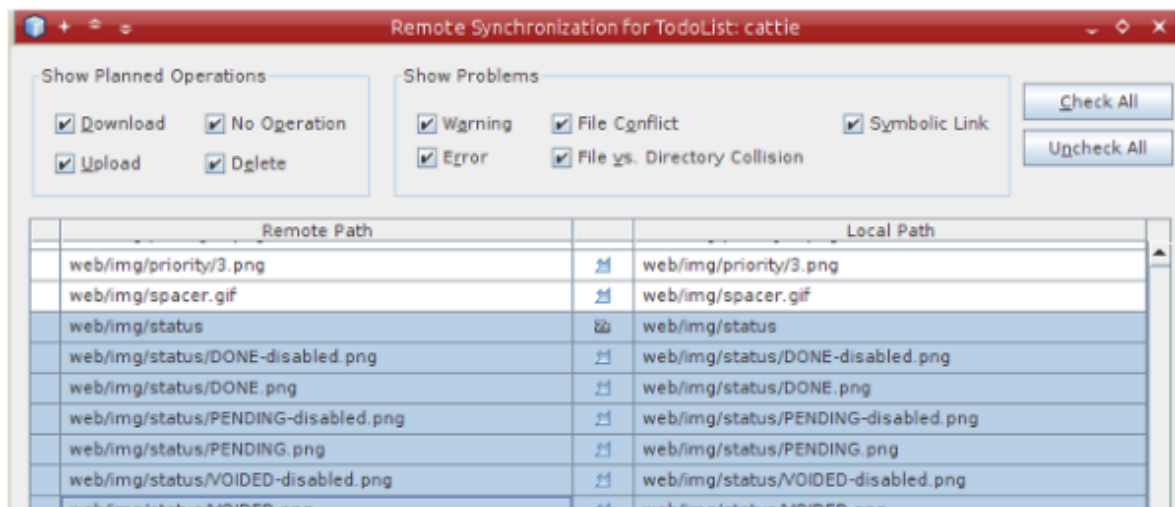 Remote Synchronization for TodoList: cattie
Show Planned Operations
Download
No Operation
Upload
Delete
Show Problems
Warning
File Conflict
Symbolic Link
Error
File vs. Directory Collision
Check All
Uncheck All
Remote Path Local Path
web/img/priority/3.png web/img/priority/3.png
web/img/spacer.gif web/img/spacer.gif
web/img/status web/img/status
web/img/status/DONE-disabled.png web/img/status/DONE-disabled.png
web/img/status/DONE.png web/img/status/DONE.png
web/img/status/PENDING-disabled.png web/img/status/PENDING-disabled.png
web/img/status/PENDING.png web/img/status/PENDING.png
web/img/status/VOIDED-disabled.png web/img/status/VOIDED-disabled.png